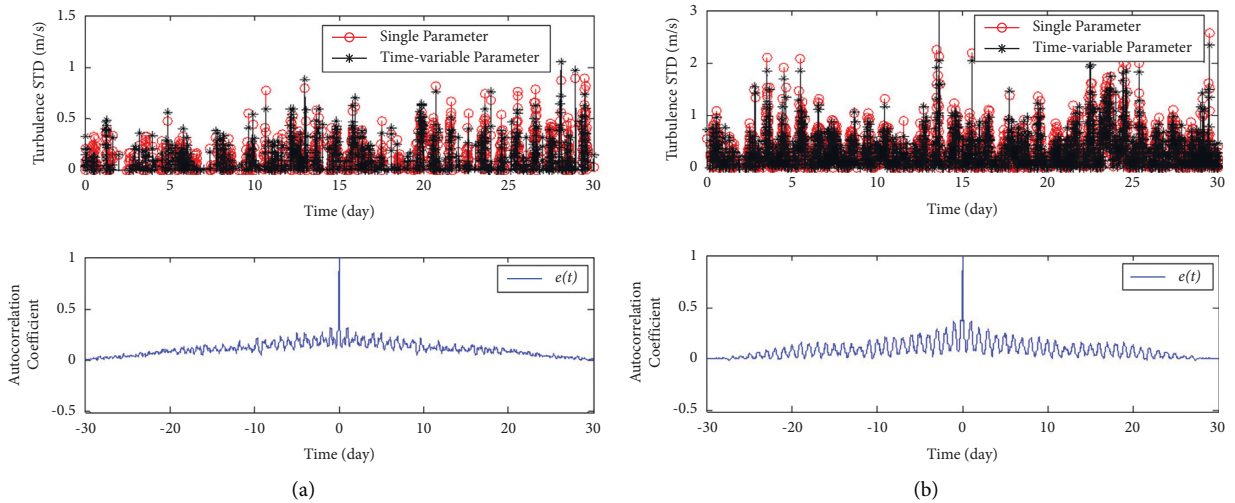 1.5
1
0.5
0
Turbulence STD (m/s)
Single Parameter
Time-variable Parameter
0 5 10 15 20 25 30
Time (day)
1
0.5
0
-0.5
Autocorrelation
Coefficient
e(t)
-30 -20 -10 0 10 20 30
Time (day)
(a)
3
2
1
0
Turbulence STD (m/s)
Single Parameter
Time-variable Parameter
0 5 10 15 20 25 30
Time (day)
1
0.5
0
-0.5
Autocorrelation
Coefficient
e(t)
-30 -20 -10 0 10 20 30
Time (day)
(b)